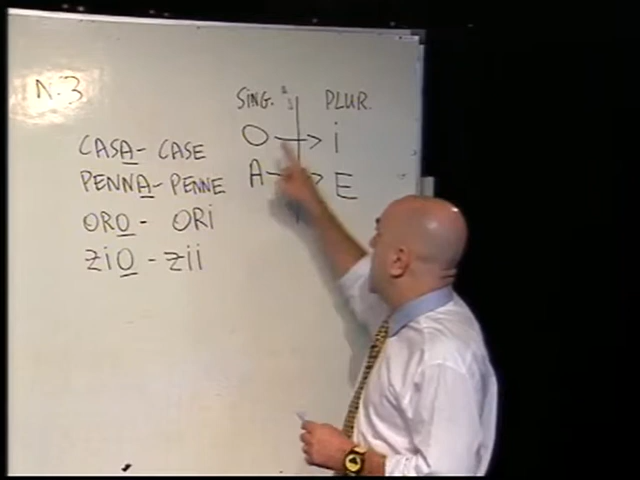 N.3
SING. PLUR.
O → i
A → E
CASA - CASE
PENNA - PENNE
ORO - ORi
ZiO - Zii